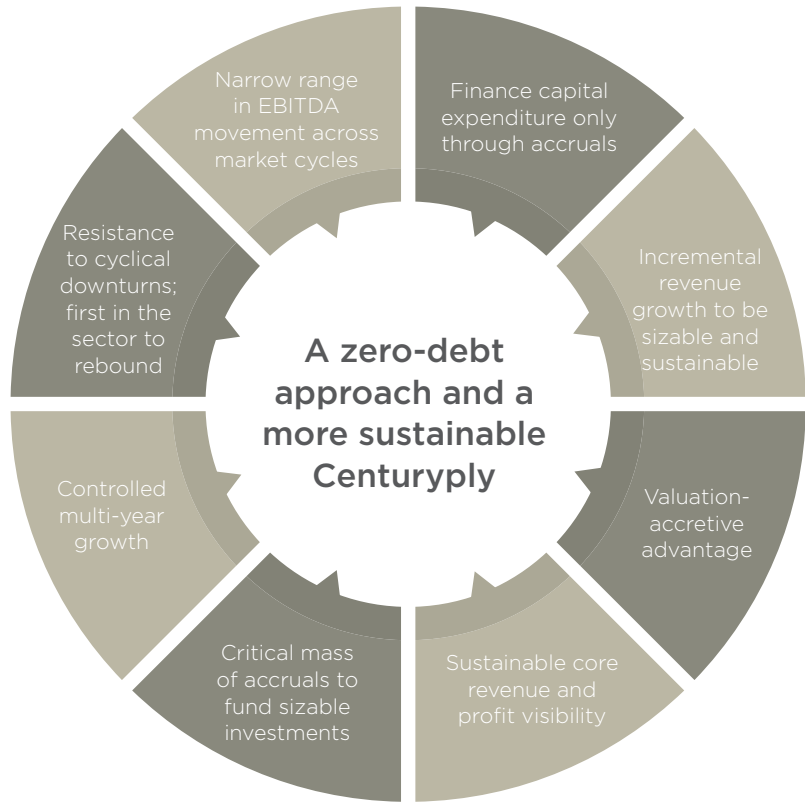 Finance capital
expenditure only
through accruals
Incremental
revenue
growth to be
sizable and
sustainable
Valuation-
accretive
advantage
Sustainable core
revenue and
profit visibility
Critical mass
of accruals to
fund sizable
investments
Controlled
multi-year
growth
Resistance
to cyclical
downturns;
first in the
sector to
rebound
Narrow range
in EBITDA
movement across
market cycles
A zero-debt
approach and a
more sustainable
Centuryply